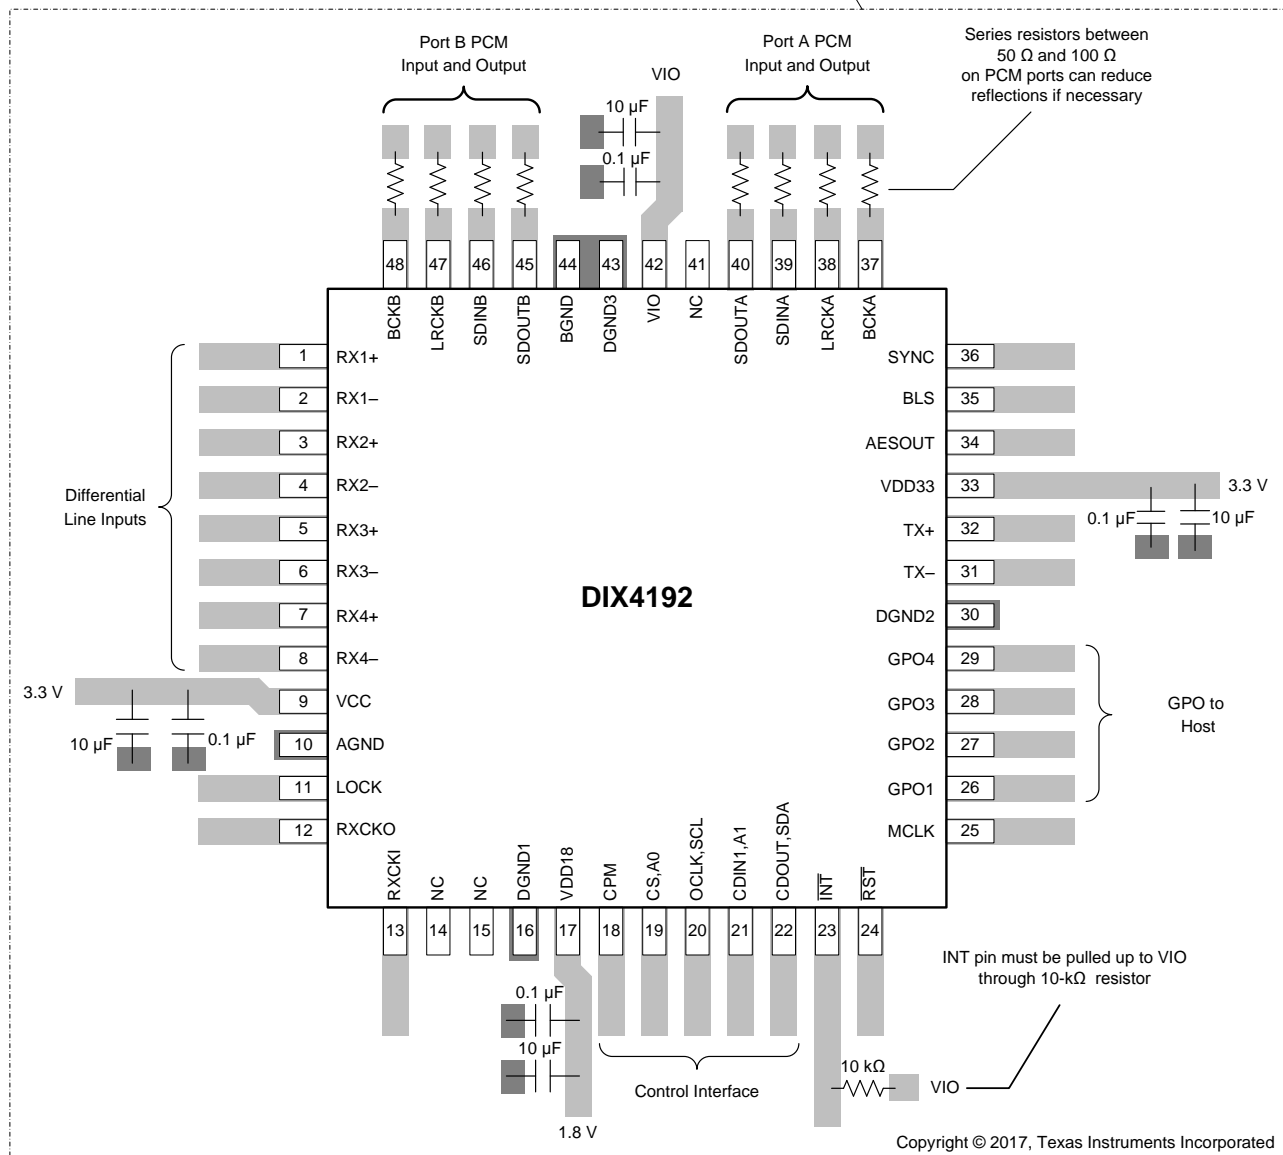 Port B PCM
Input and Output
VIO
Port A PCM
Input and Output
Series resistors between
50 Ω and 100 Ω
on PCM ports can reduce
reflections if necessary
10 µF
0.1 µF
48 47 46 45 44 43 42 41 40 39 38 37
BCKB LRCKB SDINB SDOUTB BGND DGND3 VIO NC SDOUTA SDINA LRCKA BCKA
1 RX1+ SYNC 36
2 RX1– BLS 35
3 RX2+ AESOUT 34
4 RX2– VDD33 33 3.3 V
Differential
Line Inputs
0.1 µF 10 µF
5 RX3+ TX+ 32
6 RX3– TX– 31
DIX4192
7 RX4+ DGND2 30
8 RX4– GPO4 29
3.3 V 9 VCC GPO3 28
GPO to
Host
10 µF 0.1 µF
10 AGND GPO2 27
11 LOCK GPO1 26
12 RXCKO MCLK 25
RXCKI NC NC DGND1 VDD18 CPM CS,A0 OCLK,SCL CDIN1,A1 CDOUT,SDA INT RST
13 14 15 16 17 18 19 20 21 22 23 24
INT pin must be pulled up to VIO
through 10-kΩ resistor
0.1 µF
10 µF
Control Interface
10 kΩ
VIO
1.8 V
Copyright © 2017, Texas Instruments Incorporated